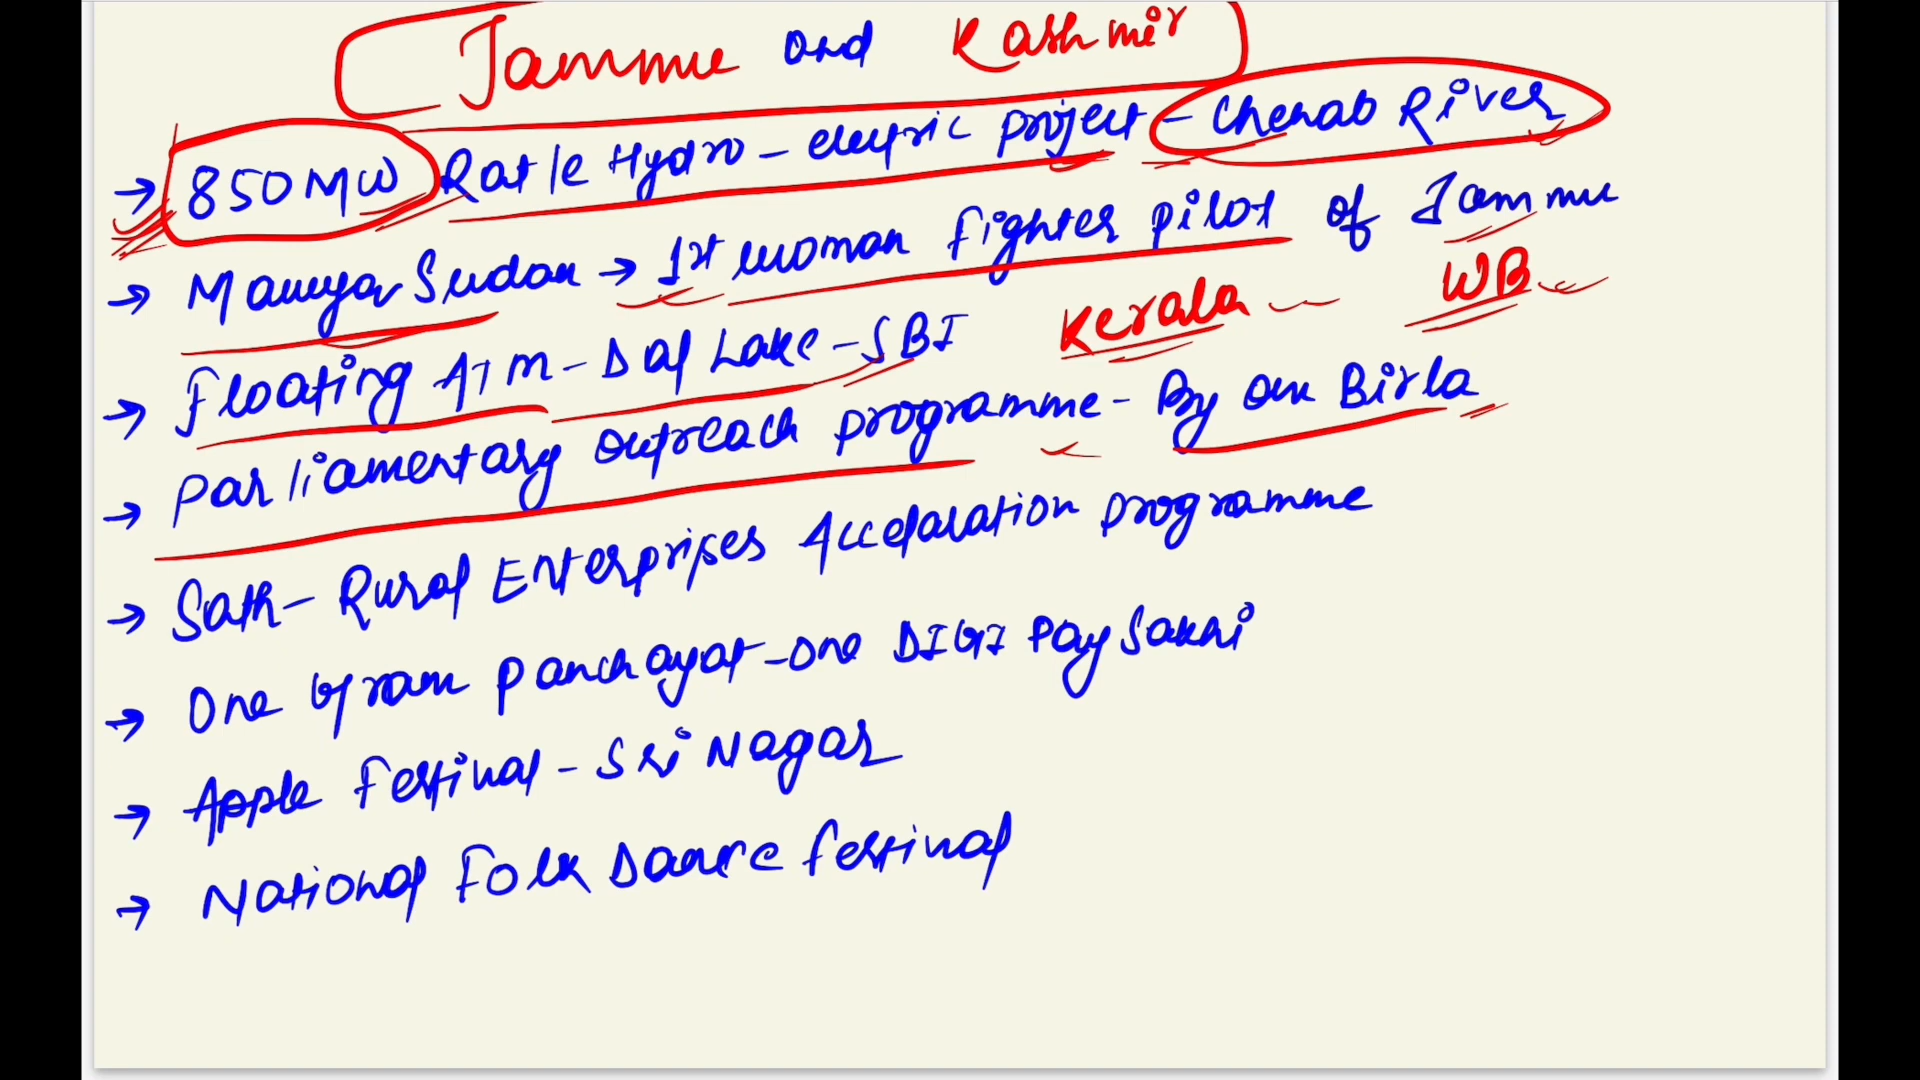 Jammu and Kashmir
→ 850MW Ratle Hydro-electric project - Chenab River
→ Mawya Sudan → 1st woman fighter pilot of Jammu
Kerala WB
→ Floating ATM - Dal Lake - SBI
→ Parliamentary outreach programme - By Om Birla
→ Sath - Rural Enterprises Accelaration programme
→ One Gram Panchayat - One DIGI Pay Sakhi
→ Apple Festival - Sri Nagar
→ National Folk Dance festival